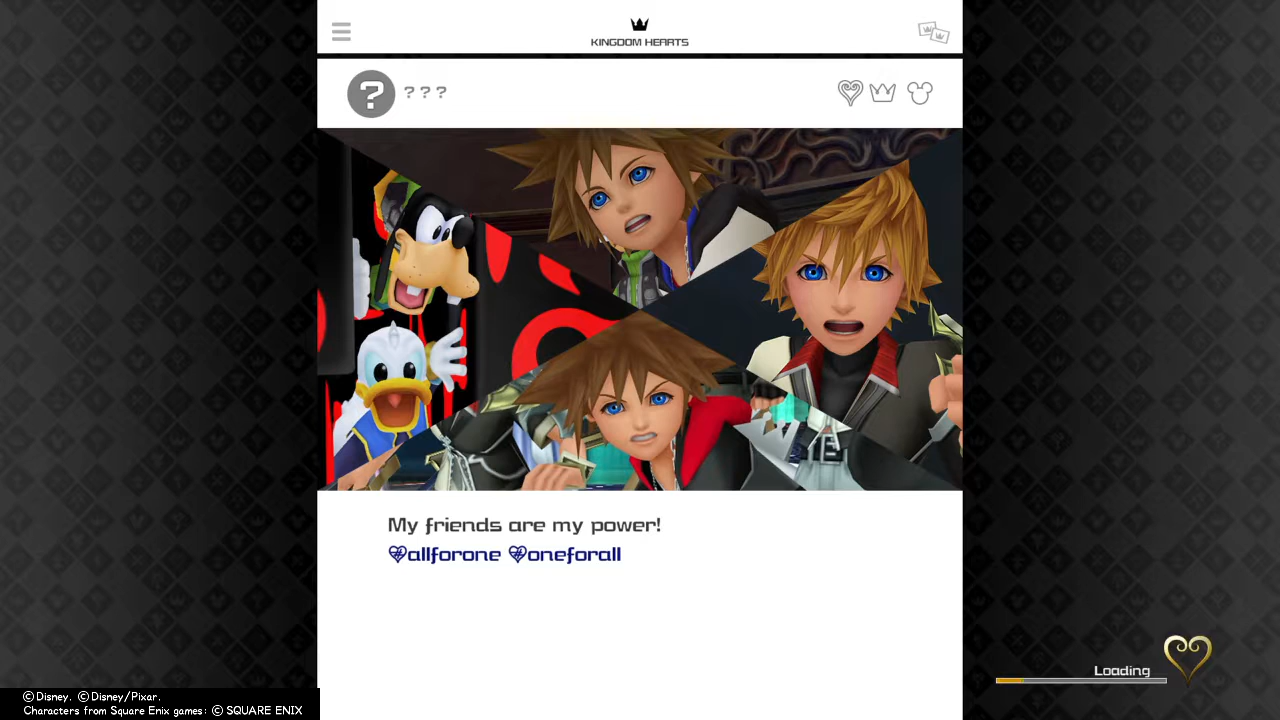 KINGDOM HEARTS
?
? ? ?
My friends are my power!
#allforone #oneforall
Loading
©Disney. ©Disney/Pixar.
Characters from Square Enix games: © SQUARE ENIX